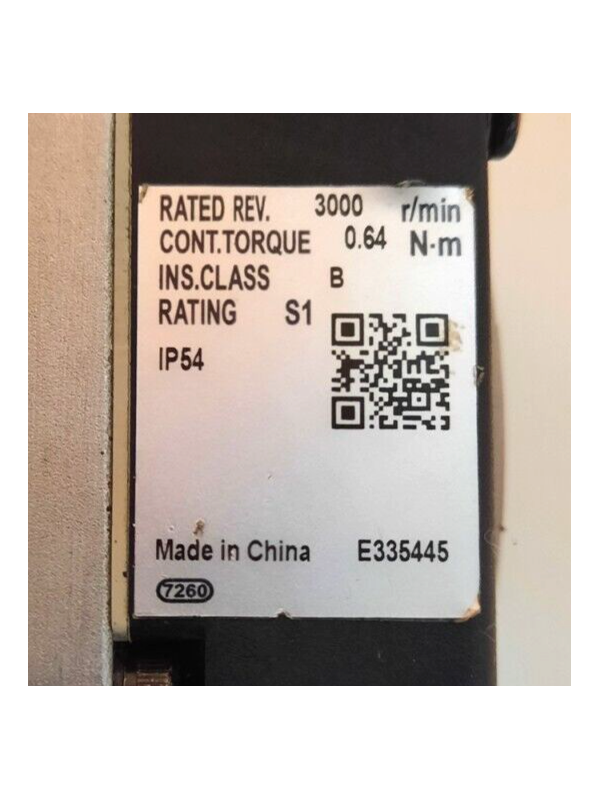 RATED REV. 3000 r/min
CONT.TORQUE 0.64 N·m
INS.CLASS B
RATING S1
IP54
Made in China E335445
7260